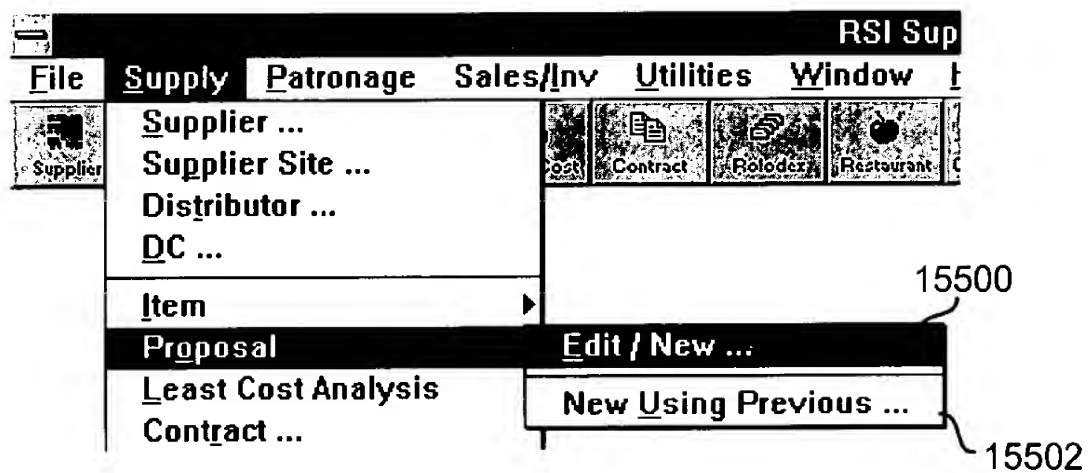 RSI Sup
File Supply Patronage Sales/Inv Utilities Window
Supplier Contract Rolodex Restaurant
Supplier ...
Supplier Site ...
Distributor ...
DC ...
Item
Proposal
Least Cost Analysis
Contract ...
Edit / New ...
New Using Previous ...
15500
15502